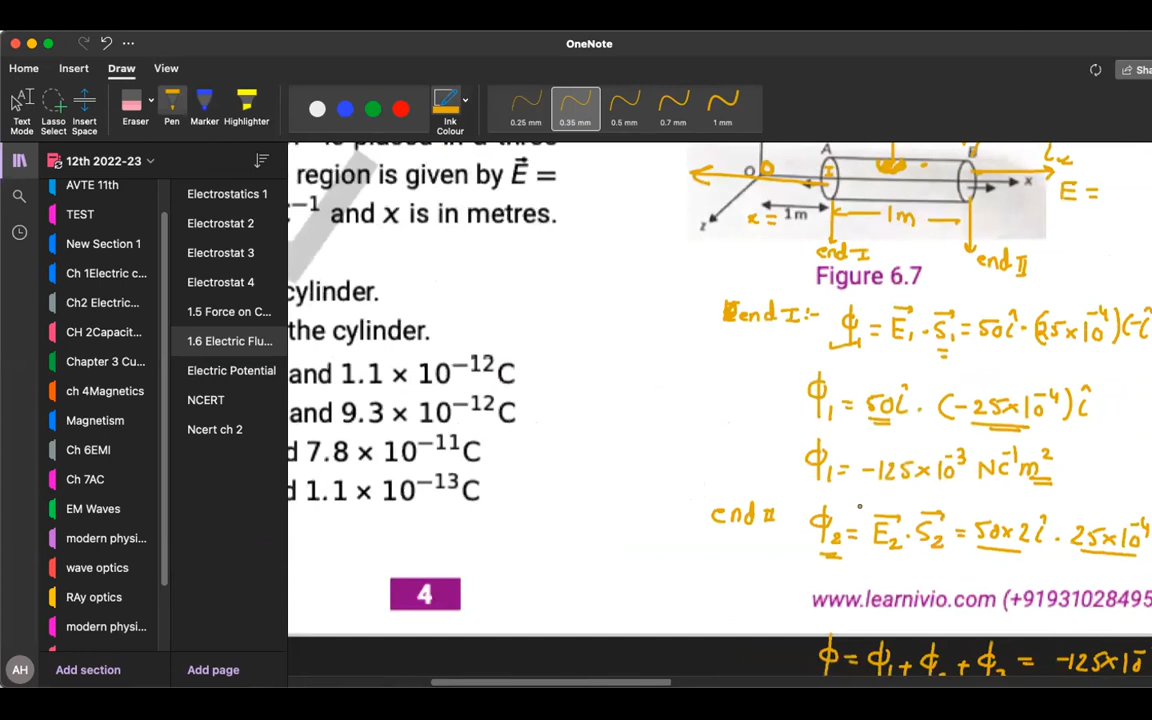 OneNote
Home Insert Draw View
Sha
Text Mode
Lasso Select
Insert Space
Eraser
Pen
Marker
Highlighter
Ink Colour
0.25 mm
0.35 mm
0.5 mm
0.7 mm
1 mm
12th 2022-23
AVTE 11th
TEST
New Section 1
Ch 1Electric c...
Ch2 Electric...
CH 2Capacit...
Chapter 3 Cu...
ch 4Magnetics
Magnetism
Ch 6EMI
Ch 7AC
EM Waves
modern physi...
wave optics
RAy optics
modern physi...
Add section
AH
Electrostatics 1
Electrostat 2
Electrostat 3
Electrostat 4
1.5 Force on C...
1.6 Electric Flu...
Electric Potential
NCERT
Ncert ch 2
Add page
region is given by E⃗ =
⁻¹ and x is in metres.
cylinder.
the cylinder.
and 1.1 × 10⁻¹²C
and 9.3 × 10⁻¹²C
d 7.8 × 10⁻¹¹C
d 1.1 × 10⁻¹³C
4
A B
O I x
E =
z x = 1m 1m
end I end II
Figure 6.7
end I :- ϕ₁ = E⃗₁ · S⃗₁ = 50î · (25×10⁻⁴)(-î
ϕ₁ = 50î · (-25×10⁻⁴)î
ϕ₁ = -125×10⁻³ NC⁻¹m²
end II ϕ₂ = E⃗₂ · S⃗₂ = 50×2î · 25×10⁻⁴
www.learnivio.com (+91931028495
ϕ = ϕ₁ + ϕ + ϕ₃ = -125×10⁻